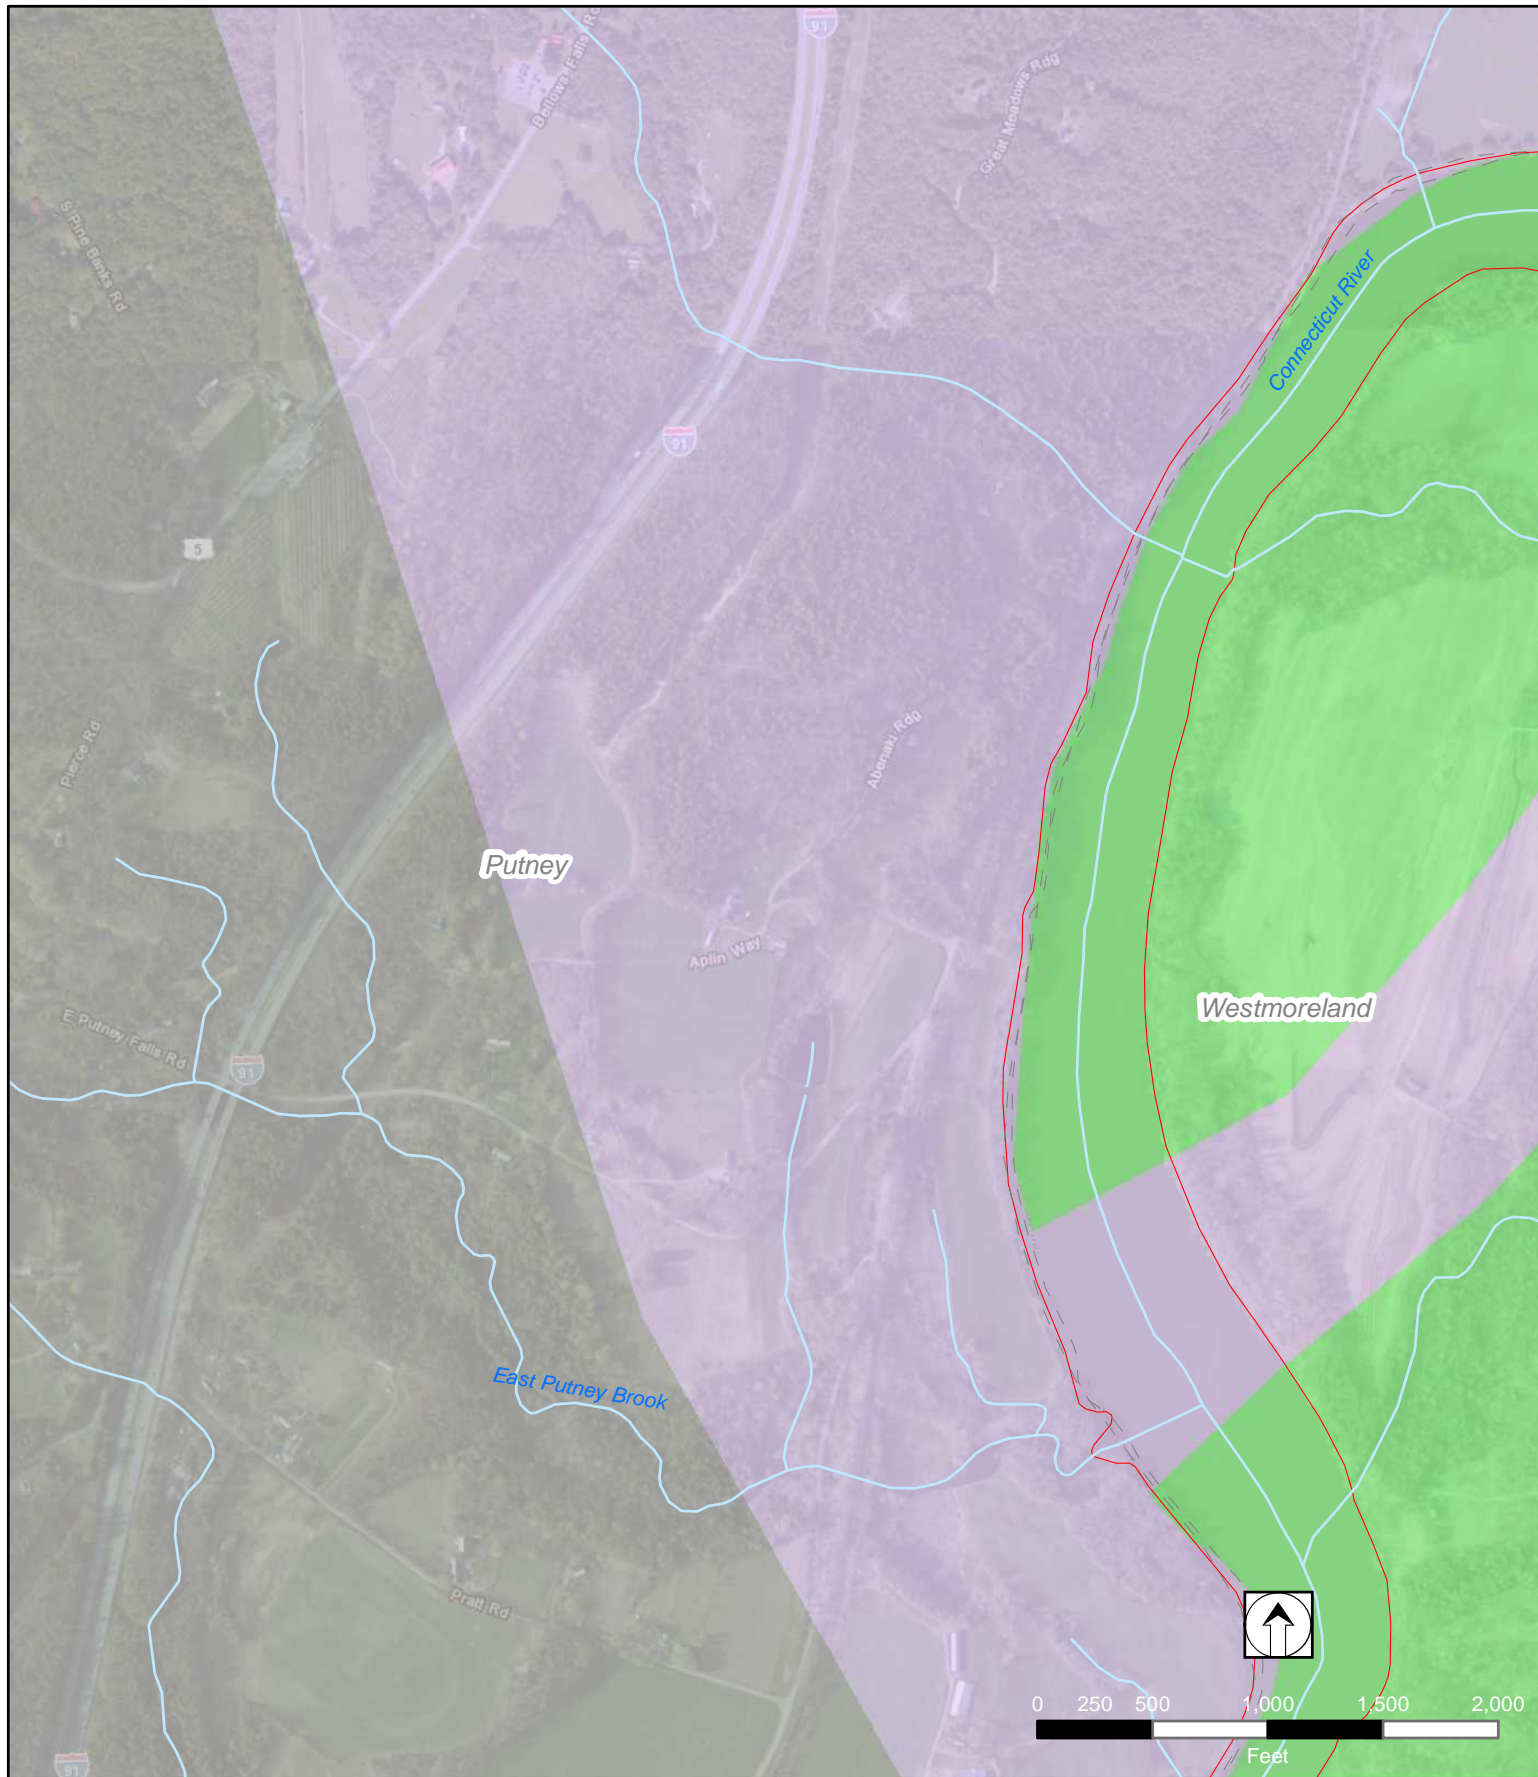 91
Bellows Falls Rd
Great Meadows Rdg
S Pine Banks Rd
Connecticut River
91
5
Pierce Rd
Abenaki Rdg
Putney
Aplin Way
Westmoreland
E Putney Falls Rd
91
East Putney Brook
Pratt Rd
0 250 500 1,000 1,500 2,000
Feet
91